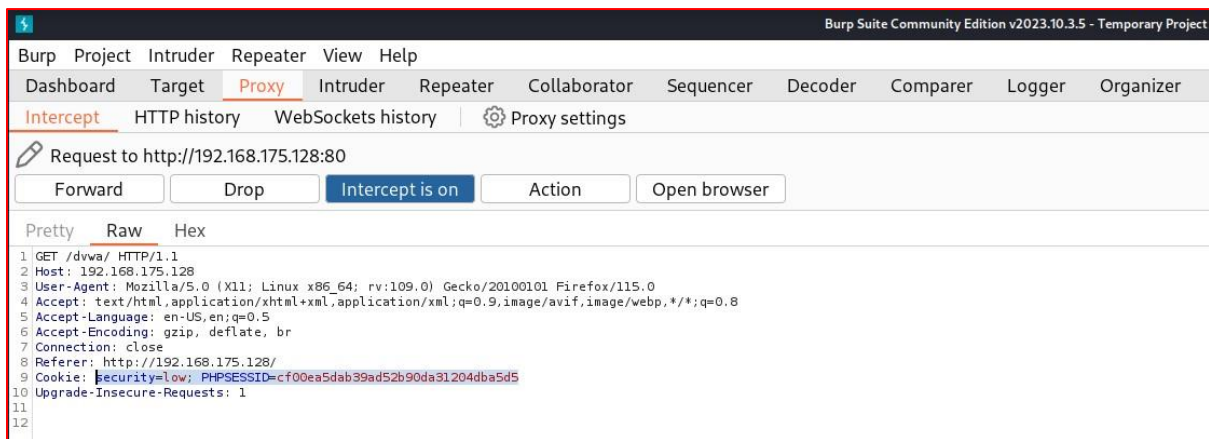 Burp Suite Community Edition v2023.10.3.5 - Temporary Project
Burp Project Intruder Repeater View Help
Dashboard Target Proxy Intruder Repeater Collaborator Sequencer Decoder Comparer Logger Organizer
Intercept HTTP history WebSockets history Proxy settings
Request to http://192.168.175.128:80
Forward Drop Intercept is on Action Open browser
Pretty Raw Hex
1 GET /dvwa/ HTTP/1.1
2 Host: 192.168.175.128
3 User-Agent: Mozilla/5.0 (X11; Linux x86_64; rv:109.0) Gecko/20100101 Firefox/115.0
4 Accept: text/html,application/xhtml+xml,application/xml;q=0.9,image/avif,image/webp,*/*;q=0.8
5 Accept-Language: en-US,en;q=0.5
6 Accept-Encoding: gzip, deflate, br
7 Connection: close
8 Referer: http://192.168.175.128/
9 Cookie: security=low; PHPSESSID=cf00ea5dab39ad52b90da31204dba5d5
10 Upgrade-Insecure-Requests: 1
11
12